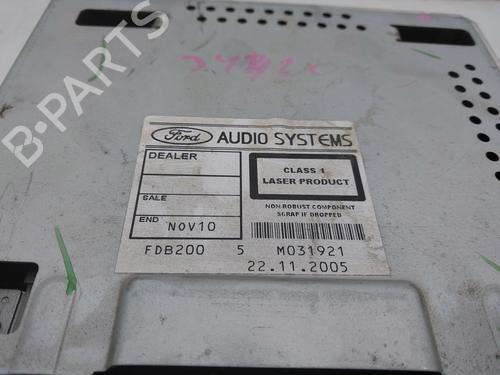 B-PARTS
Ford AUDIO SYSTEMS
DEALER
SALE
END NOV10
CLASS 1
LASER PRODUCT
NON ROBUST COMPONENT
SCRAP IF DROPPED
FDB200 5 M031921
22.11.2005